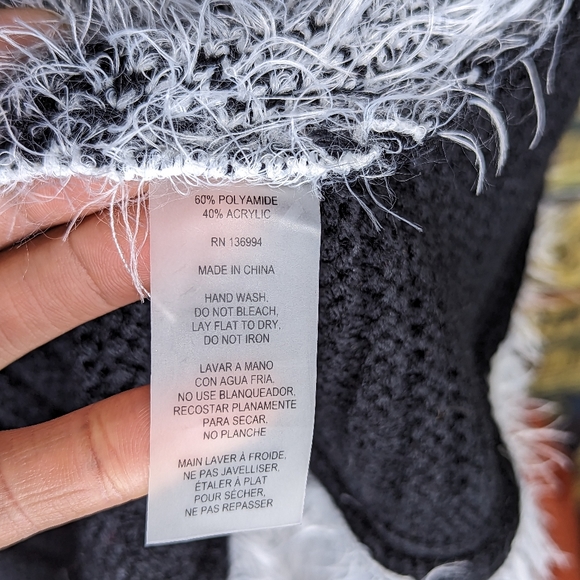 60% POLYAMIDE
40% ACRYLIC
RN 136994
MADE IN CHINA
HAND WASH.
DO NOT BLEACH,
LAY FLAT TO DRY,
DO NOT IRON
LAVAR A MANO
CON AGUA FRIA.
NO USE BLANQUEADOR.
RECOSTAR PLANAMENTE
PARA SECAR.
NO PLANCHE
MAIN LAVER À FROIDE.
NE PAS JAVELLISER.
ÉTALER À PLAT
POUR SÉCHER,
NE PAS REPASSER